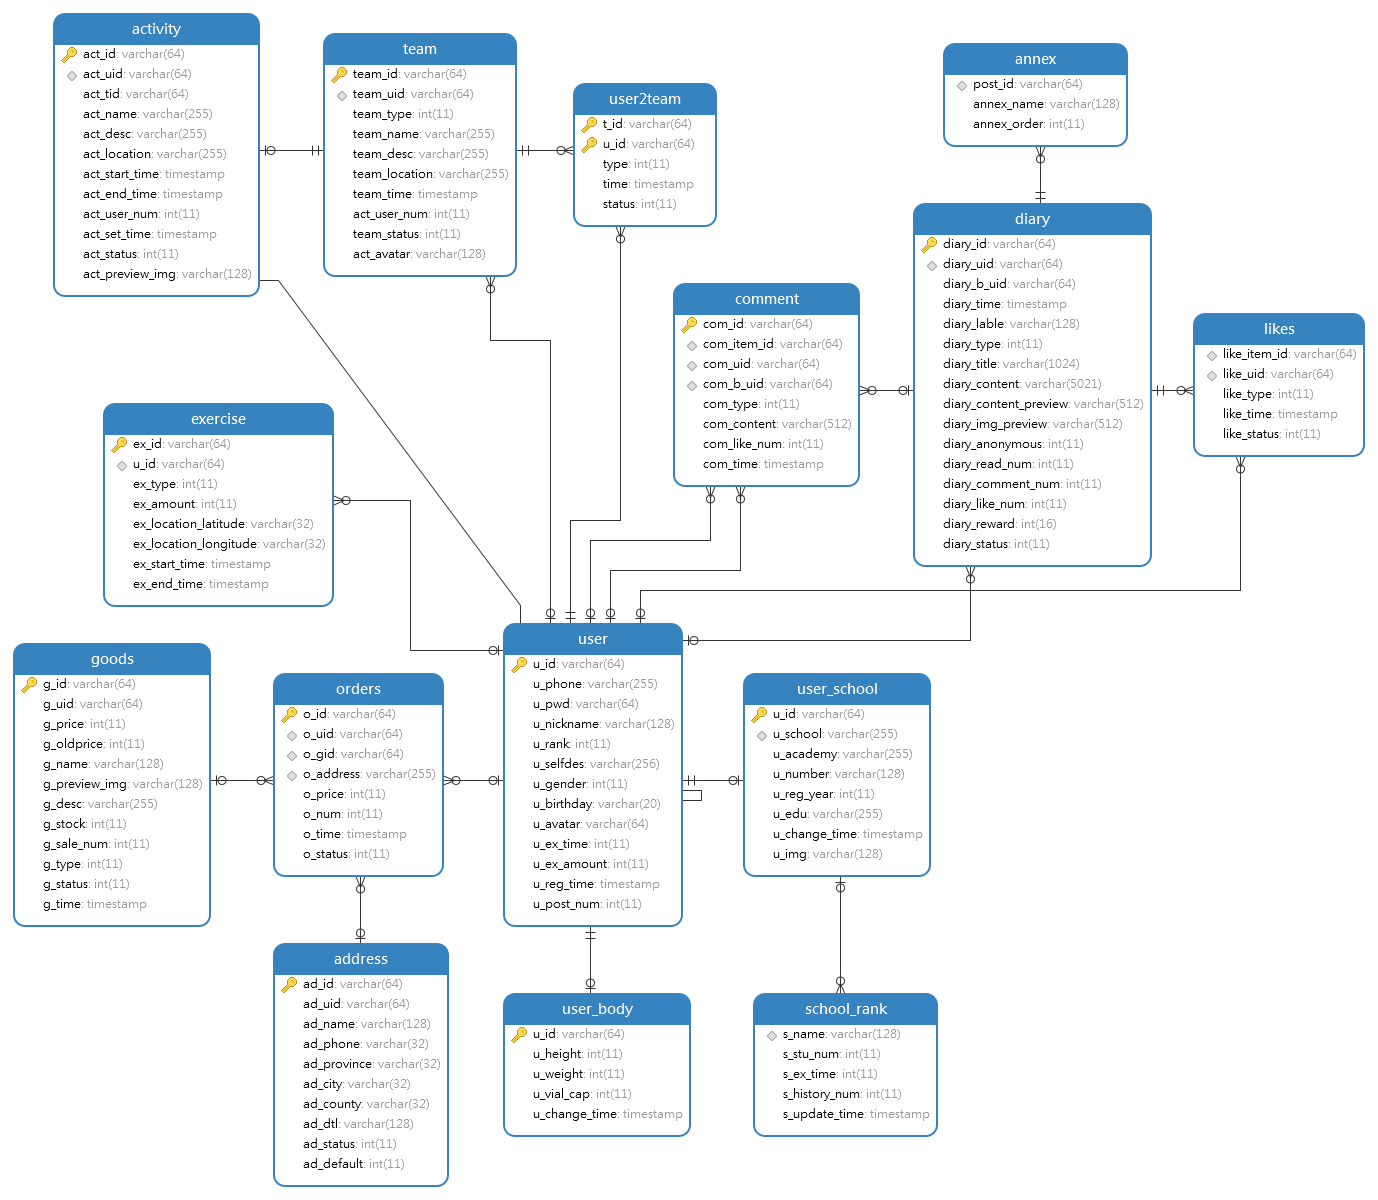 activity
act_id: varchar(64)
act_uid: varchar(64)
act_tid: varchar(64)
act_name: varchar(255)
act_desc: varchar(255)
act_location: varchar(255)
act_start_time: timestamp
act_end_time: timestamp
act_user_num: int(11)
act_set_time: timestamp
act_status: int(11)
act_preview_img: varchar(128)
team
team_id: varchar(64)
team_uid: varchar(64)
team_type: int(11)
team_name: varchar(255)
team_desc: varchar(255)
team_location: varchar(255)
team_time: timestamp
act_user_num: int(11)
team_status: int(11)
act_avatar: varchar(128)
user2team
t_id: varchar(64)
u_id: varchar(64)
type: int(11)
time: timestamp
status: int(11)
annex
post_id: varchar(64)
annex_name: varchar(128)
annex_order: int(11)
diary
diary_id: varchar(64)
diary_uid: varchar(64)
diary_b_uid: varchar(64)
diary_time: timestamp
diary_lable: varchar(128)
diary_type: int(11)
diary_title: varchar(1024)
diary_content: varchar(5021)
diary_content_preview: varchar(512)
diary_img_preview: varchar(512)
diary_anonymous: int(11)
diary_read_num: int(11)
diary_comment_num: int(11)
diary_like_num: int(11)
diary_reward: int(16)
diary_status: int(11)
comment
com_id: varchar(64)
com_item_id: varchar(64)
com_uid: varchar(64)
com_b_uid: varchar(64)
com_type: int(11)
com_content: varchar(512)
com_like_num: int(11)
com_time: timestamp
likes
like_item_id: varchar(64)
like_uid: varchar(64)
like_type: int(11)
like_time: timestamp
like_status: int(11)
exercise
ex_id: varchar(64)
u_id: varchar(64)
ex_type: int(11)
ex_amount: int(11)
ex_location_latitude: varchar(32)
ex_location_longitude: varchar(32)
ex_start_time: timestamp
ex_end_time: timestamp
goods
g_id: varchar(64)
g_uid: varchar(64)
g_price: int(11)
g_oldprice: int(11)
g_name: varchar(128)
g_preview_img: varchar(128)
g_desc: varchar(255)
g_stock: int(11)
g_sale_num: int(11)
g_type: int(11)
g_status: int(11)
g_time: timestamp
orders
o_id: varchar(64)
o_uid: varchar(64)
o_gid: varchar(64)
o_address: varchar(255)
o_price: int(11)
o_num: int(11)
o_time: timestamp
o_status: int(11)
user
u_id: varchar(64)
u_phone: varchar(255)
u_pwd: varchar(64)
u_nickname: varchar(128)
u_rank: int(11)
u_selfdes: varchar(256)
u_gender: int(11)
u_birthday: varchar(20)
u_avatar: varchar(64)
u_ex_time: int(11)
u_ex_amount: int(11)
u_reg_time: timestamp
u_post_num: int(11)
user_school
u_id: varchar(64)
u_school: varchar(255)
u_academy: varchar(255)
u_number: varchar(128)
u_reg_year: int(11)
u_edu: varchar(255)
u_change_time: timestamp
u_img: varchar(128)
address
ad_id: varchar(64)
ad_uid: varchar(64)
ad_name: varchar(128)
ad_phone: varchar(32)
ad_province: varchar(32)
ad_city: varchar(32)
ad_county: varchar(32)
ad_dtl: varchar(128)
ad_status: int(11)
ad_default: int(11)
user_body
u_id: varchar(64)
u_height: int(11)
u_weight: int(11)
u_vial_cap: int(11)
u_change_time: timestamp
school_rank
s_name: varchar(128)
s_stu_num: int(11)
s_ex_time: int(11)
s_history_num: int(11)
s_update_time: timestamp